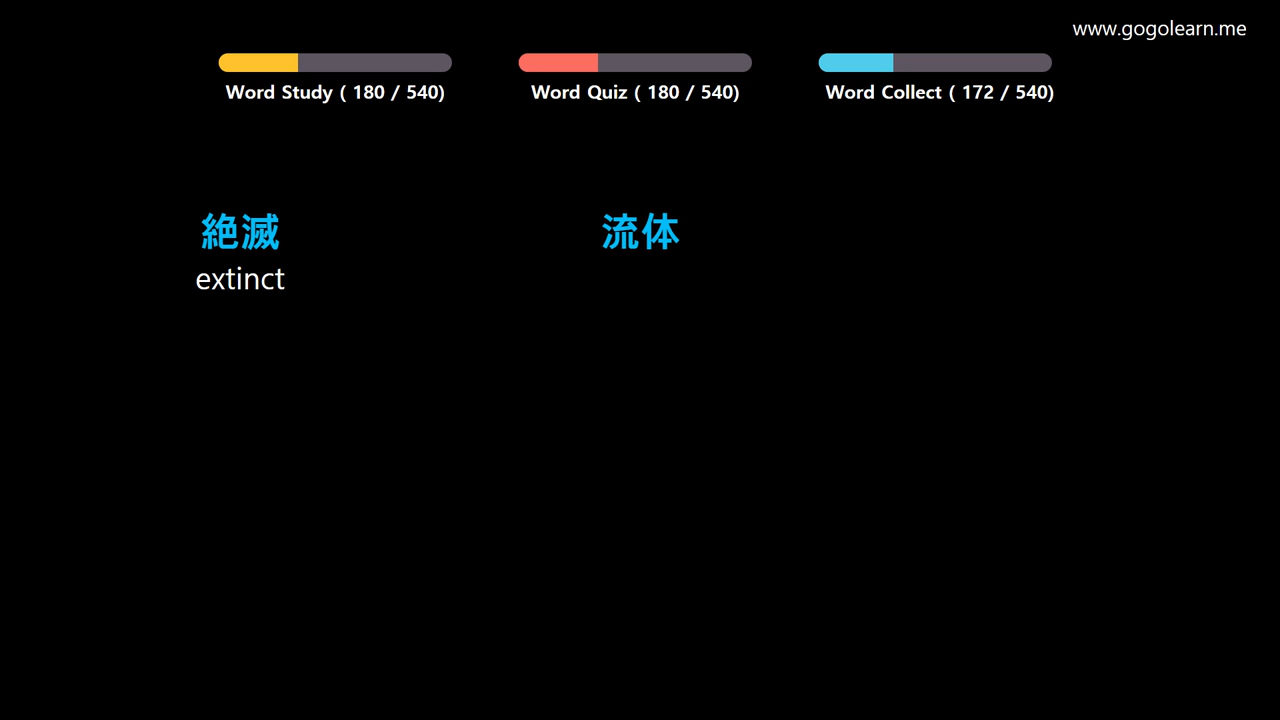 www.gogolearn.me
Word Study ( 180 / 540)
Word Quiz ( 180 / 540)
Word Collect ( 172 / 540)
絶滅
流体
extinct